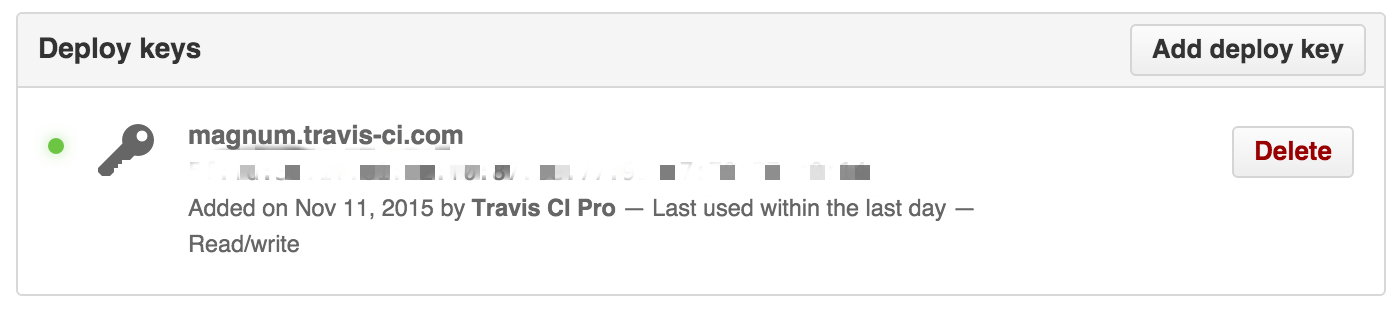 Deploy keys
Add deploy key
magnum.travis-ci.com
Delete
Added on Nov 11, 2015 by Travis CI Pro — Last used within the last day —
Read/write